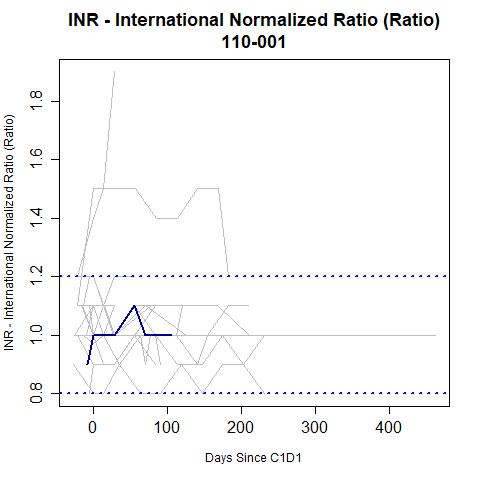 INR - International Normalized Ratio (Ratio)
110-001
INR - International Normalized Ratio (Ratio)
1.8
1.6
1.4
1.2
1.0
0.8
0 100 200 300 400
Days Since C1D1